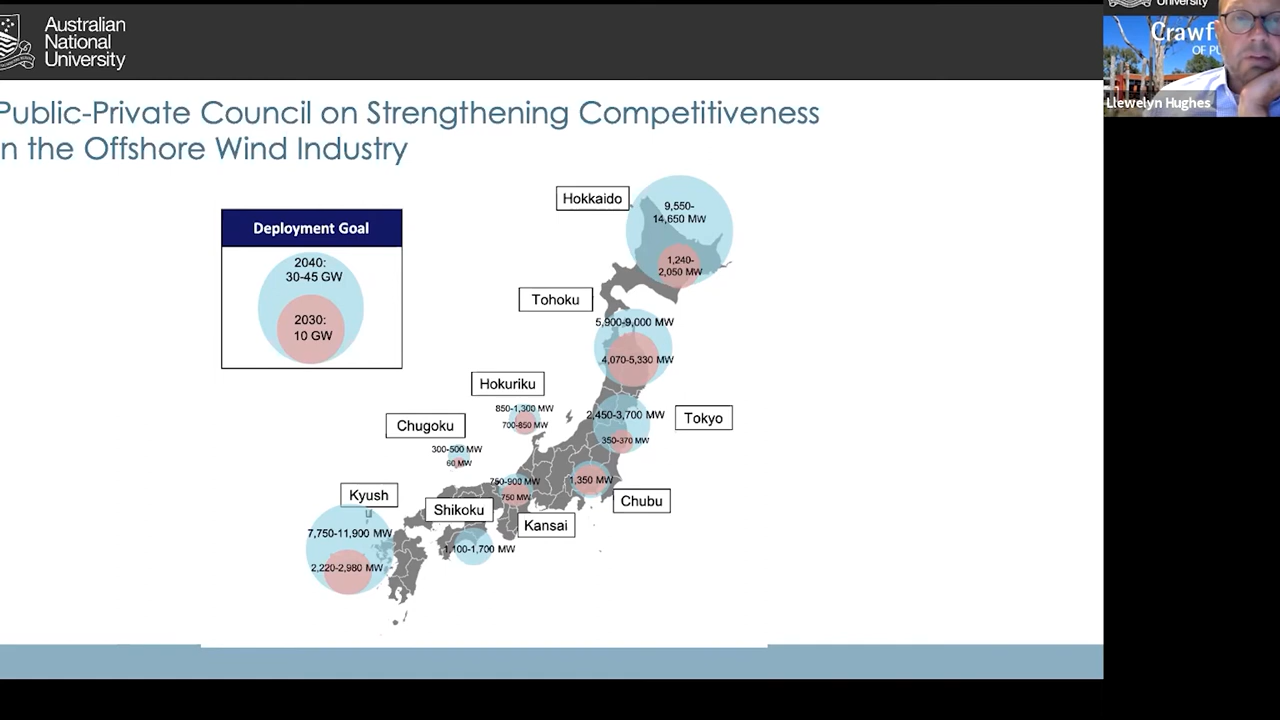 Australian
National
University
Public-Private Council on Strengthening Competitiveness
n the Offshore Wind Industry
Deployment Goal
2040:
30-45 GW
2030:
10 GW
Hokkaido
9,550-
14,650 MW
1,240-
2,050 MW
Tohoku
5,900-9,000 MW
4,070-5,330 MW
Hokuriku
850-1,300 MW
700-850 MW
2,450-3,700 MW
350-370 MW
Tokyo
Chugoku
300-500 MW
60 MW
1,350 MW
Chubu
750-900 MW
750 MW
Kansai
Kyush
u
7,750-11,900 MW
2,220-2,980 MW
Shikoku
1,100-1,700 MW
University
Crawf
OF PU
Llewelyn Hughes